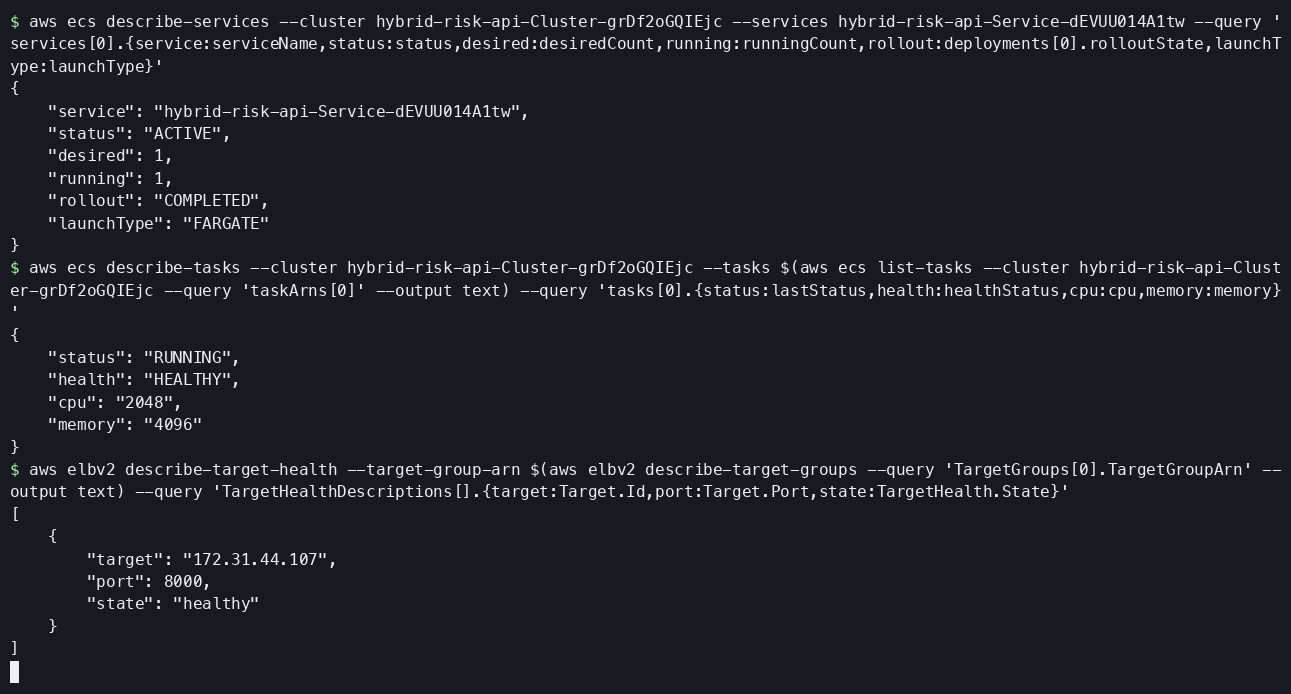 $ aws ecs describe-services --cluster hybrid-risk-api-Cluster-grDf2oGQIEjc --services hybrid-risk-api-Service-dEVUU014A1tw --query '
services[0].{service:serviceName,status:status,desired:desiredCount,running:runningCount,rollout:deployments[0].rolloutState,launchT
ype:launchType}'
{
    "service": "hybrid-risk-api-Service-dEVUU014A1tw",
    "status": "ACTIVE",
    "desired": 1,
    "running": 1,
    "rollout": "COMPLETED",
    "launchType": "FARGATE"
}
$ aws ecs describe-tasks --cluster hybrid-risk-api-Cluster-grDf2oGQIEjc --tasks $(aws ecs list-tasks --cluster hybrid-risk-api-Clust
er-grDf2oGQIEjc --query 'taskArns[0]' --output text) --query 'tasks[0].{status:lastStatus,health:healthStatus,cpu:cpu,memory:memory}
'
{
    "status": "RUNNING",
    "health": "HEALTHY",
    "cpu": "2048",
    "memory": "4096"
}
$ aws elbv2 describe-target-health --target-group-arn $(aws elbv2 describe-target-groups --query 'TargetGroups[0].TargetGroupArn' --
output text) --query 'TargetHealthDescriptions[].{target:Target.Id,port:Target.Port,state:TargetHealth.State}'
[
    {
        "target": "172.31.44.107",
        "port": 8000,
        "state": "healthy"
    }
]